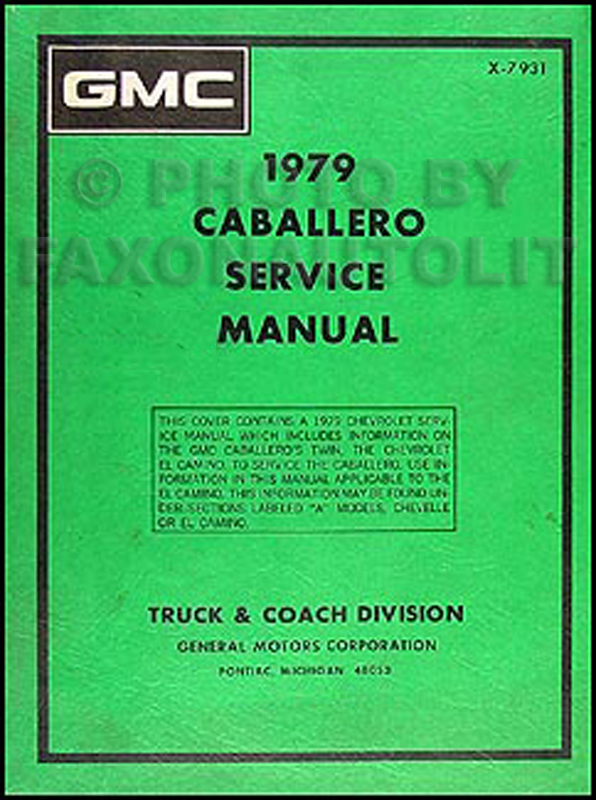 GMC
X-7931
1979
CABALLERO
SERVICE
MANUAL
© PHOTO BY
FAXONAUTOLIT
THIS COVER CONTAINS A 1979 CHEVROLET SERV-
ICE MANUAL WHICH INCLUDES INFORMATION ON
THE GMC CABALLERO'S TWIN, THE CHEVROLET
EL CAMINO. TO SERVICE THE CABALLERO, USE IN-
FORMATION IN THIS MANUAL APPLICABLE TO THE
EL CAMINO. THIS INFORMATION MAY BE FOUND UN-
DER SECTIONS LABELED "A" MODELS, CHEVELLE
OR EL CAMINO.
TRUCK & COACH DIVISION
GENERAL MOTORS CORPORATION
PONTIAC, MICHIGAN 48053